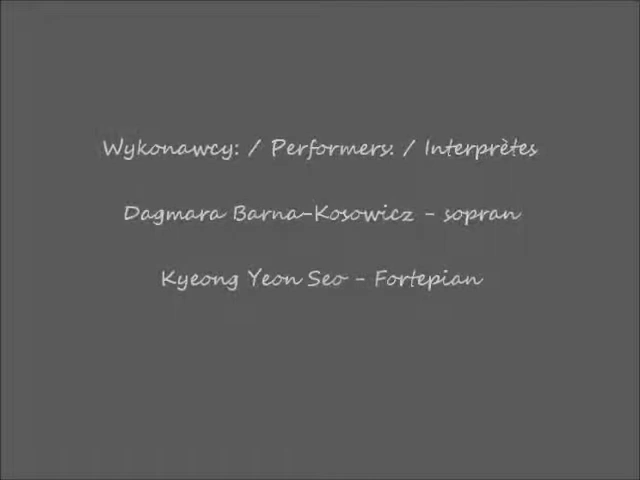 Wykonawcy: / Performers: / Interprètes
Dagmara Barna-Kosowicz - sopran
Kyeong Yeon Seo - Fortepian